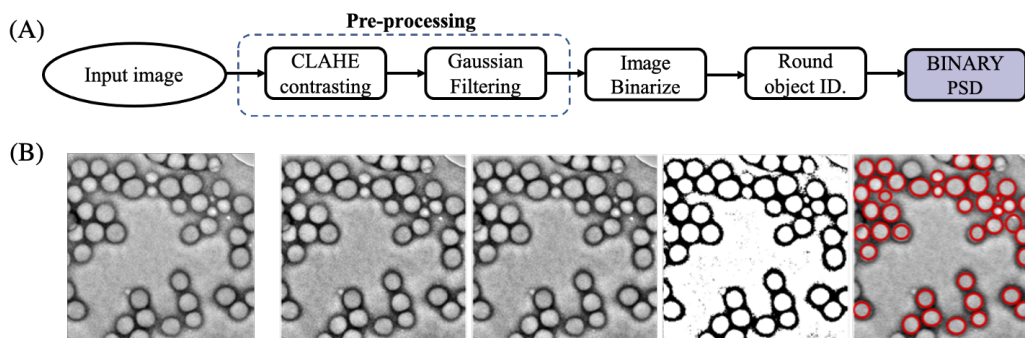 Pre-processing
(A)
Input image
CLAHE
contrasting
Gaussian
Filtering
Image
Binarize
Round
object ID.
BINARY
PSD
(B)